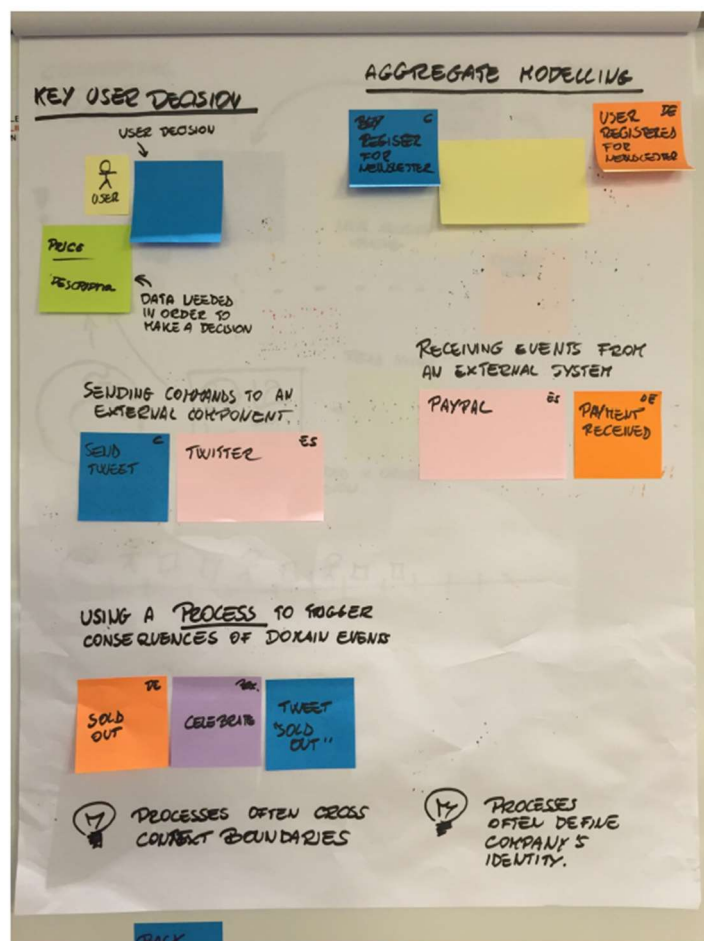 KEY USER DECISION
USER DECISION
USER
PRICE
DATA NEEDED
IN ORDER TO
MAKE A DECISION
AGGREGATE MODELLING
C
REGISTER
FOR
NEWSLETTER
DE
USER
REGISTERED
FOR
NEWSLETTER
SENDING COMMANDS TO AN
EXTERNAL COMPONENT.
C
SEND
TWEET
ES
TWITTER
RECEIVING EVENTS FROM
AN EXTERNAL SYSTEM
ES
PAYPAL
DE
PAYMENT
RECEIVED
USING A PROCESS TO TRIGGER
CONSEQUENCES OF DOMAIN EVENTS
DE
SOLD
OUT
CELEBRATE
TWEET
"SOLD
OUT"
PROCESSES OFTEN CROSS
CONTEXT BOUNDARIES
PROCESSES
OFTEN DEFINE
COMPANY'S
IDENTITY.
BACK